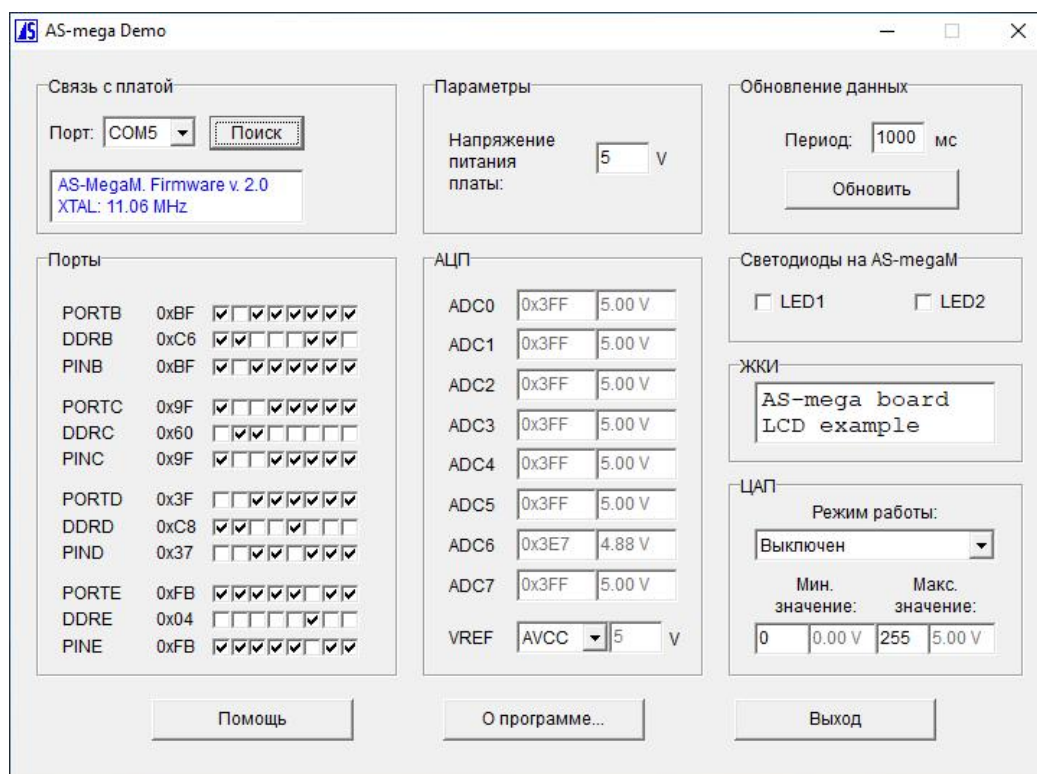 AS-mega Demo
Связь с платой
Порт: COM5 Поиск
AS-MegaM. Firmware v. 2.0
XTAL: 11.06 MHz
Параметры
Напряжение
питания
платы:
5 V
Обновление данных
Период: 1000 мс
Обновить
Порты
PORTB 0xBF
DDRB 0xC6
PINB 0xBF
PORTC 0x9F
DDRC 0x60
PINC 0x9F
PORTD 0x3F
DDRD 0xC8
PIND 0x37
PORTE 0xFB
DDRE 0x04
PINE 0xFB
АЦП
ADC0 0x3FF 5.00 V
ADC1 0x3FF 5.00 V
ADC2 0x3FF 5.00 V
ADC3 0x3FF 5.00 V
ADC4 0x3FF 5.00 V
ADC5 0x3FF 5.00 V
ADC6 0x3E7 4.88 V
ADC7 0x3FF 5.00 V
VREF AVCC 5 V
Светодиоды на AS-megaM
LED1 LED2
ЖКИ
AS-mega board
LCD example
ЦАП
Режим работы:
Выключен
Мин. Макс.
значение: значение:
0 0.00 V 255 5.00 V
Помощь О программе... Выход